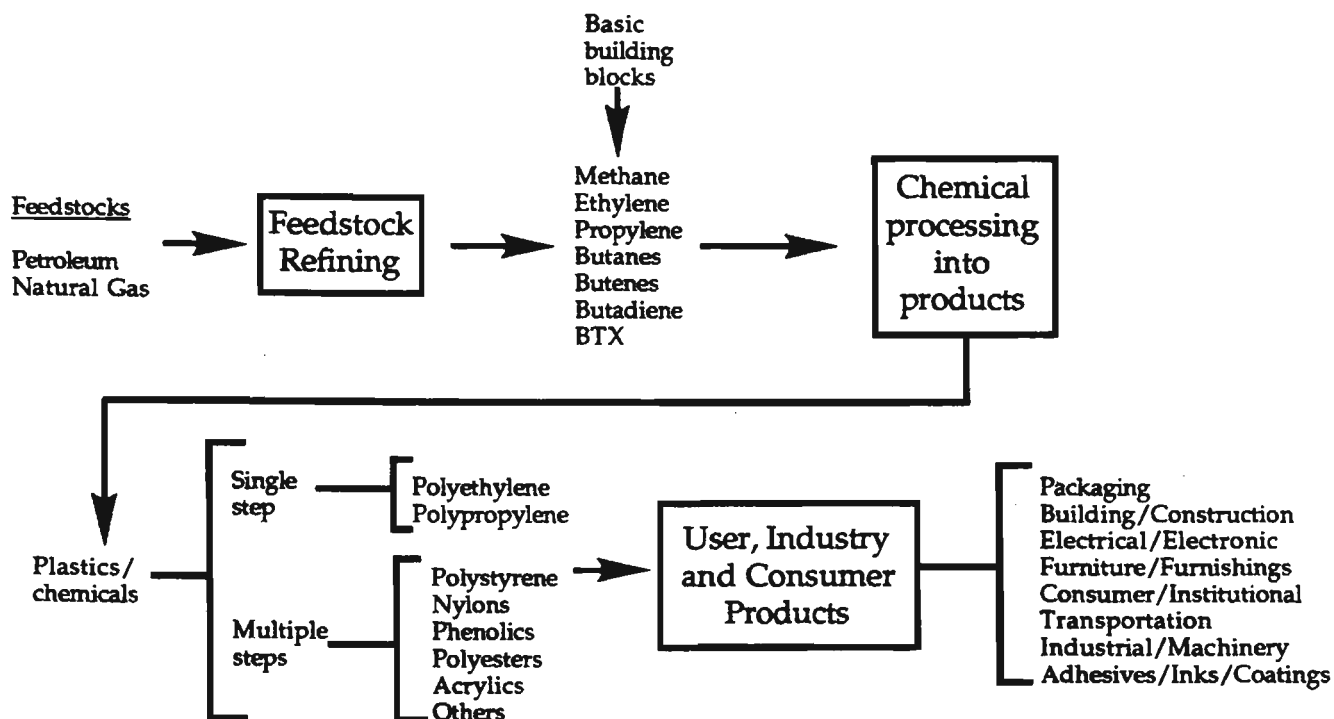 Basic
building
blocks
Feedstocks
Petroleum
Natural Gas
Feedstock
Refining
Methane
Ethylene
Propylene
Butanes
Butenes
Butadiene
BTX
Chemical
processing
into
products
Plastics/
chemicals
Single
step
Polyethylene
Polypropylene
Multiple
steps
Polystyrene
Nylons
Phenolics
Polyesters
Acrylics
Others
User, Industry
and Consumer
Products
Packaging
Building/Construction
Electrical/Electronic
Furniture/Furnishings
Consumer/Institutional
Transportation
Industrial/Machinery
Adhesives/Inks/Coatings